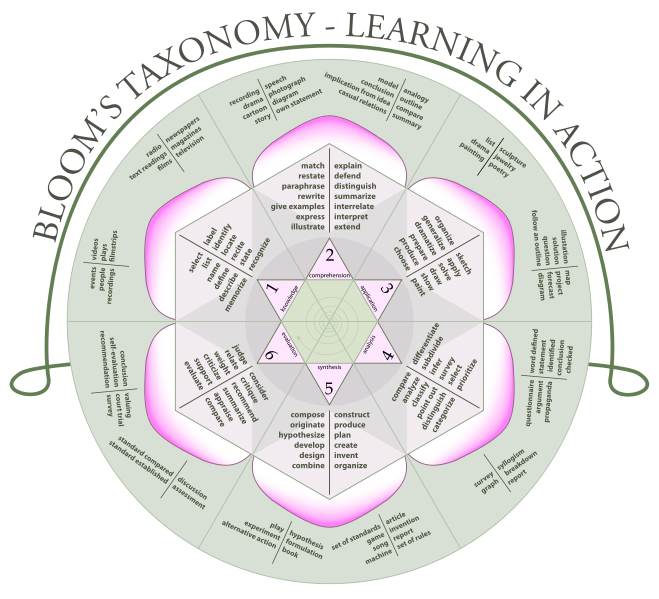 BLOOM'S TAXONOMY - LEARNING IN ACTION
recording
drama
cartoon
story
speech
photograph
diagram
own statement
model
conclusion
implication from idea
casual relations
analogy
outline
compare
summary
radio
text readings
films
newspapers
magazines
television
list
drama
painting
sculpture
jewelry
poetry
match
restate
paraphrase
rewrite
give examples
express
illustrate
explain
defend
distinguish
summarize
interrelate
interpret
extend
select
list
name
define
describe
memorize
label
identify
locate
recite
state
recognize
organize
generalize
dramatize
prepare
produce
choose
sketch
apply
solve
draw
show
paint
videos
plays
filmstrips
events
people
recordings
illustation
solution
question
follow an outline
map
project
forecast
diagram
2
comprehension
1
knowledge
3
application
6
evaluation
4
analysis
synthesis
5
conclusion
self evaluation
recommendation
valuing
court trial
survey
judge
relate
weight
criticize
support
evaluate
consider
critique
recommend
summarize
appraise
compare
differentiate
subdivide
infer
survey
select
prioritize
compare
analyze
classify
point out
distinguish
categorize
word defined
statement
identified
conclusion
checked
questionnaire
argument
propaganda
compose
originate
hypothesize
develop
design
combine
construct
produce
plan
create
invent
organize
standard compared
standard established
discussion
assessment
survey
graph
syllogism
breakdown
report
play
experiment
alternative action
hypothesis
formulation
book
set of standards
game
song
machine
article
invention
report
set of rules